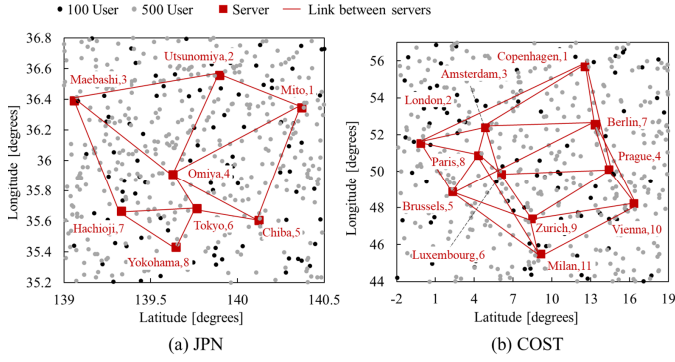 100 User 500 User Server Link between servers
36.8
36.6
36.4
36.2
36
35.8
35.6
35.4
35.2
139 139.5 140 140.5
Longitude [degrees]
Latitude [degrees]
Utsunomiya,2
Maebashi,3
Mito,1
Omiya,4
Hachioji,7
Tokyo,6
Chiba,5
Yokohama,8
(a) JPN
56
54
52
50
48
46
44
-2 1 4 7 10 13 16 19
Longitude [degrees]
Latitude [degrees]
Copenhagen,1
Amsterdam,3
London,2
Berlin,7
Paris,8
Prague,4
Brussels,5
Zurich,9
Vienna,10
Luxembourg,6
Milan,11
(b) COST